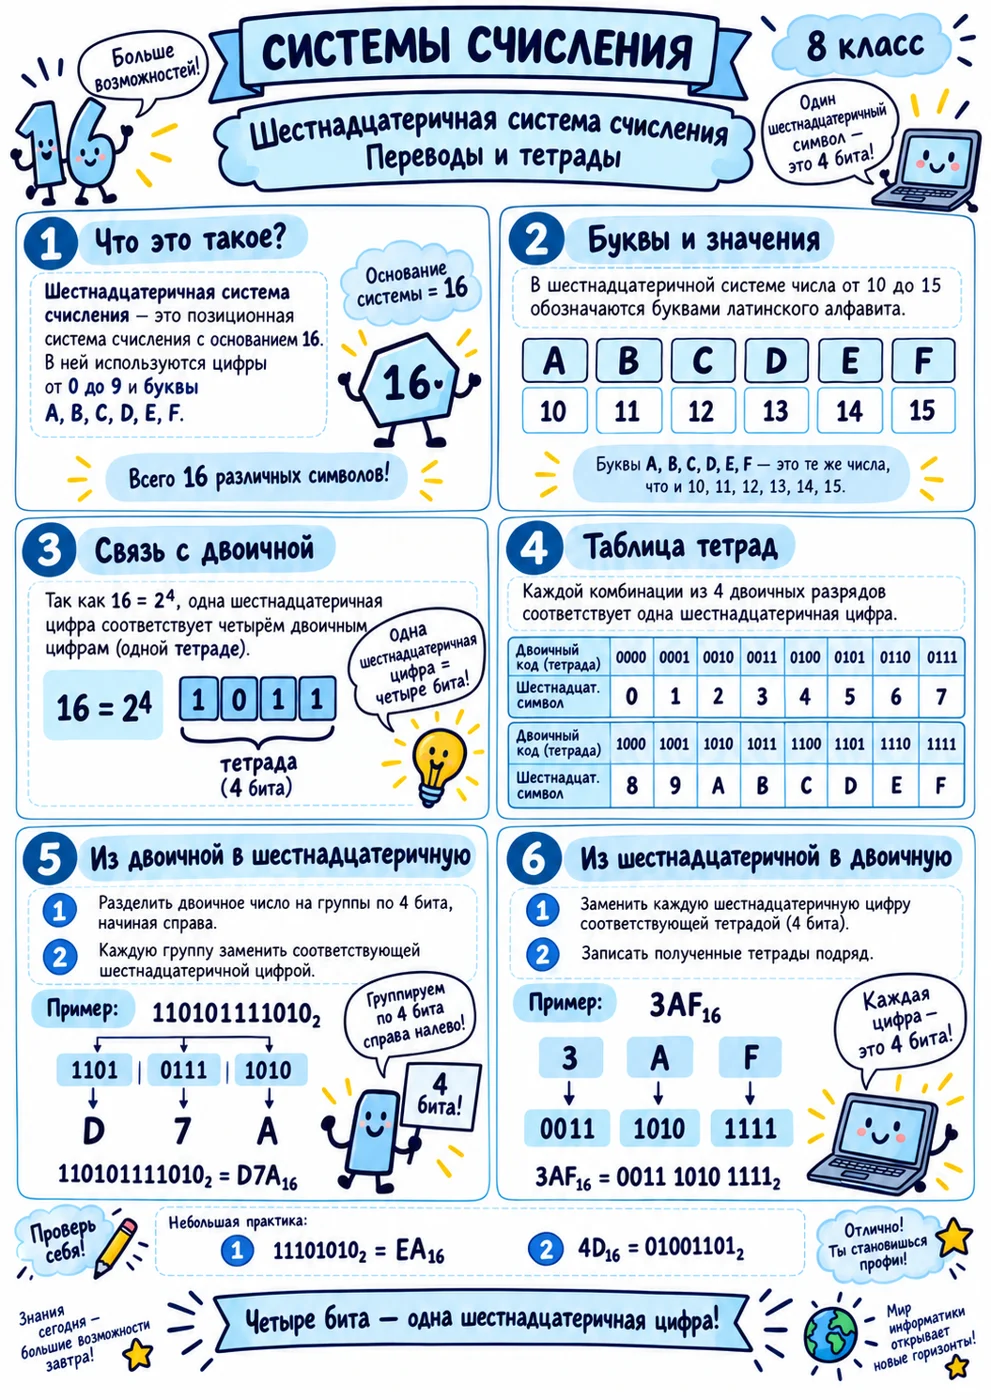 Больше
возможностей!
СИСТЕМЫ СЧИСЛЕНИЯ
8 класс
16
Шестнадцатеричная система счисления
Переводы и тетрады
Один
шестнадцатеричный
символ —
это 4 бита!
1 Что это такое?
Шестнадцатеричная система
счисления — это позиционная
система счисления с основанием 16.
В ней используются цифры
от 0 до 9 и буквы
A, B, C, D, E, F.
Основание
системы = 16
16
Всего 16 различных символов!
2 Буквы и значения
В шестнадцатеричной системе числа от 10 до 15
обозначаются буквами латинского алфавита.
A B C D E F
10 11 12 13 14 15
Буквы A, B, C, D, E, F — это те же числа,
что и 10, 11, 12, 13, 14, 15.
3 Связь с двоичной
Так как 16 = 2⁴, одна шестнадцатеричная
цифра соответствует четырём двоичным
цифрам (одной тетраде).
Одна
шестнадцатеричная
цифра =
четыре бита!
16 = 2⁴
1 0 1 1
тетрада
(4 бита)
4 Таблица тетрад
Каждой комбинации из 4 двоичных разрядов
соответствует одна шестнадцатеричная цифра.
Двоичный
код (тетрада) 0000 0001 0010 0011 0100 0101 0110 0111
Шестнадцат.
символ 0 1 2 3 4 5 6 7
Двоичный
код (тетрада) 1000 1001 1010 1011 1100 1101 1110 1111
Шестнадцат.
символ 8 9 A B C D E F
5 Из двоичной в шестнадцатеричную
1 Разделить двоичное число на группы по 4 бита,
начиная справа.
2 Каждую группу заменить соответствующей
шестнадцатеричной цифрой.
Пример: 110101111010₂
Группируем
по 4 бита
справа налево!
1101 | 0111 | 1010
D 7 A
4
бита!
110101111010₂ = D7A₁₆
6 Из шестнадцатеричной в двоичную
1 Заменить каждую шестнадцатеричную цифру
соответствующей тетрадой (4 бита).
2 Записать полученные тетрады подряд.
Пример: 3AF₁₆
Каждая
цифра —
это 4 бита!
3 A F
0011 1010 1111
3AF₁₆ = 0011 1010 1111₂
Проверь
себя!
Небольшая практика:
1 11101010₂ = EA₁₆
2 4D₁₆ = 01001101₂
Отлично!
Ты становишься
профи!
Знания
сегодня —
большие возможности
завтра!
Четыре бита — одна шестнадцатеричная цифра!
Мир
информатики
открывает
новые горизонты!